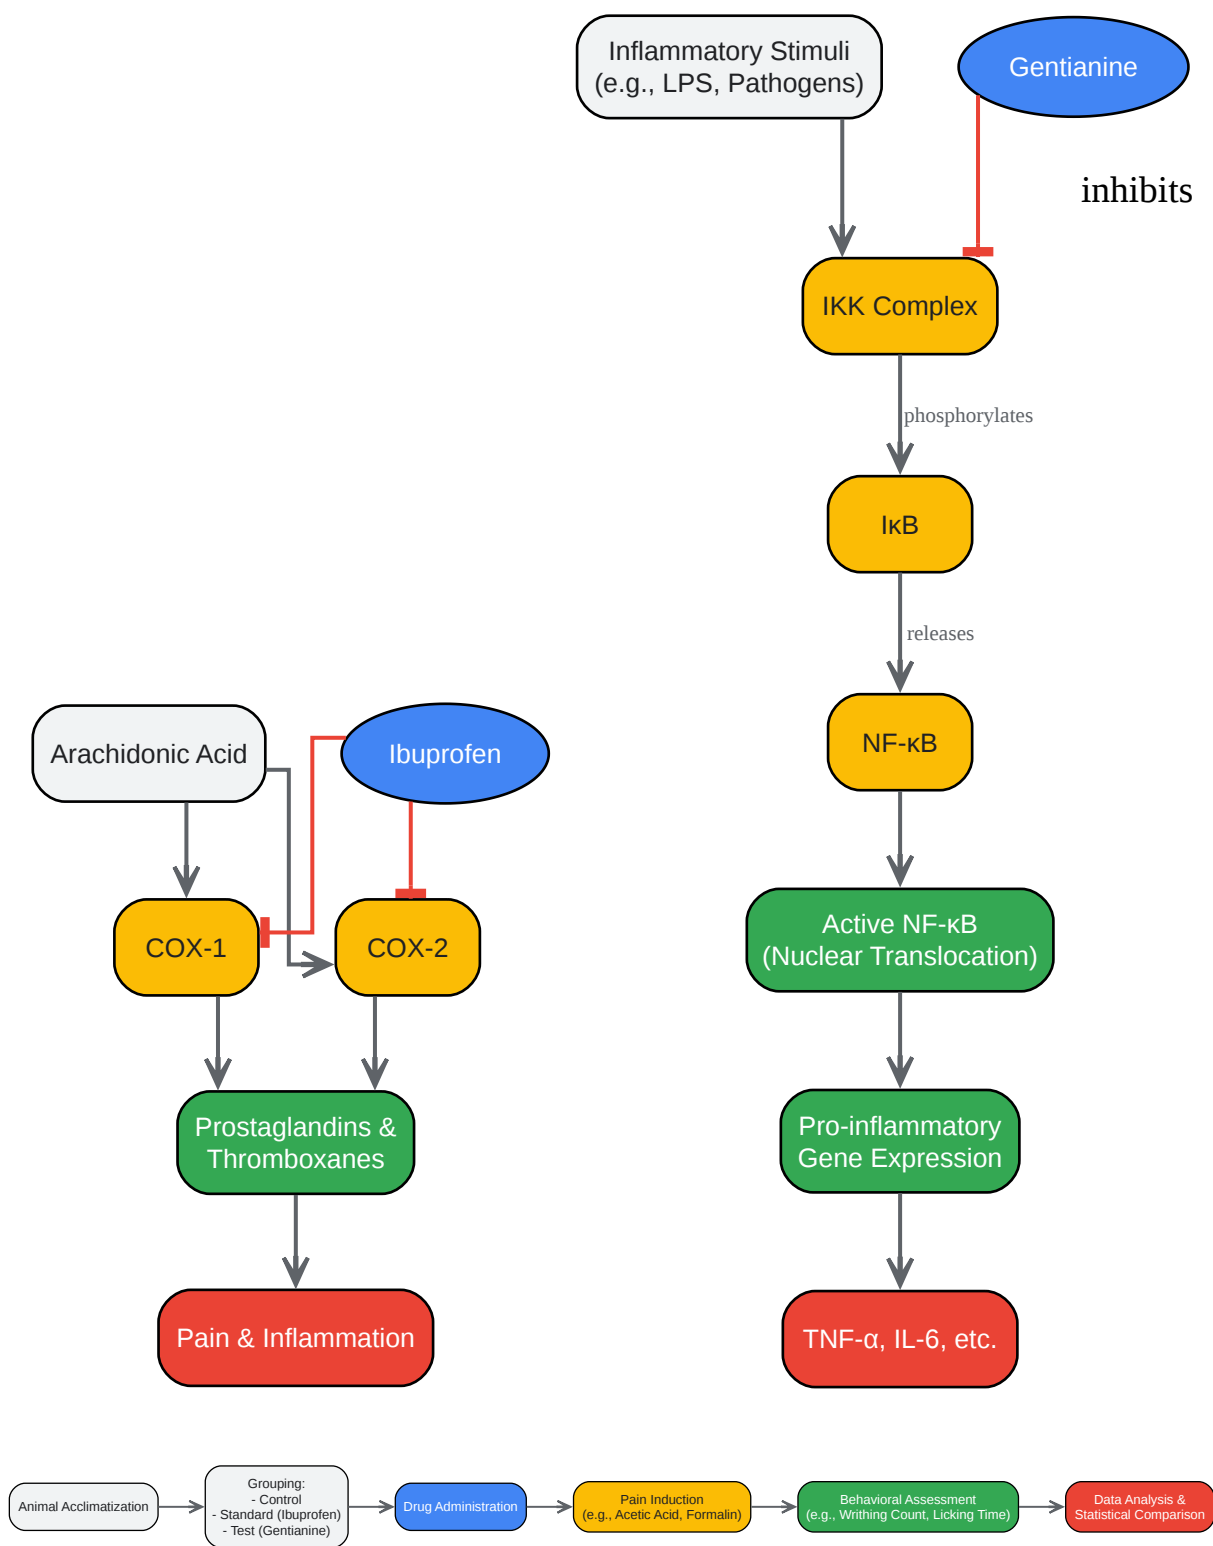 Inflammatory Stimuli
(e.g., LPS, Pathogens)
Gentianine
inhibits
IKK Complex
phosphorylates
IκB
releases
NF-κB
Active NF-κB
(Nuclear Translocation)
Pro-inflammatory
Gene Expression
TNF-α, IL-6, etc.
Arachidonic Acid
Ibuprofen
COX-1
COX-2
Prostaglandins &
Thromboxanes
Pain & Inflammation
Animal Acclimatization
Grouping:
- Control
- Standard (Ibuprofen)
- Test (Gentianine)
Drug Administration
Pain Induction
(e.g., Acetic Acid, Formalin)
Behavioral Assessment
(e.g., Writhing Count, Licking Time)
Data Analysis &
Statistical Comparison